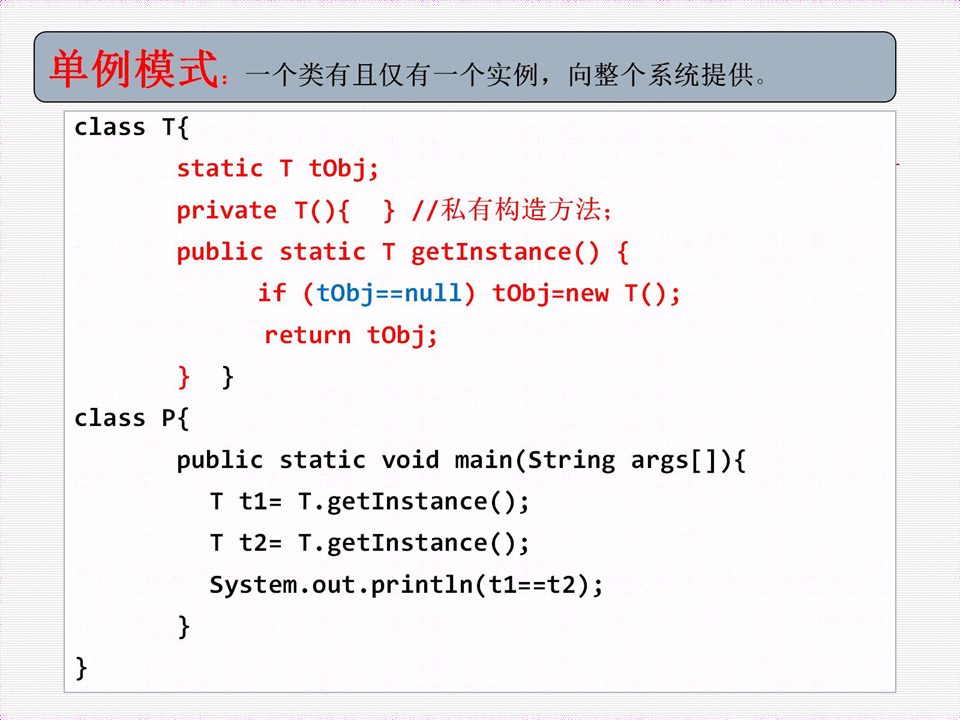 单例模式：一个类有且仅有一个实例，向整个系统提供。
class T{
static T tObj;
private T(){  } //私有构造方法;
public static T getInstance() {
if (tObj==null) tObj=new T();
return tObj;
}  }
class P{
public static void main(String args[]){
T t1= T.getInstance();
T t2= T.getInstance();
System.out.println(t1==t2);
}
}